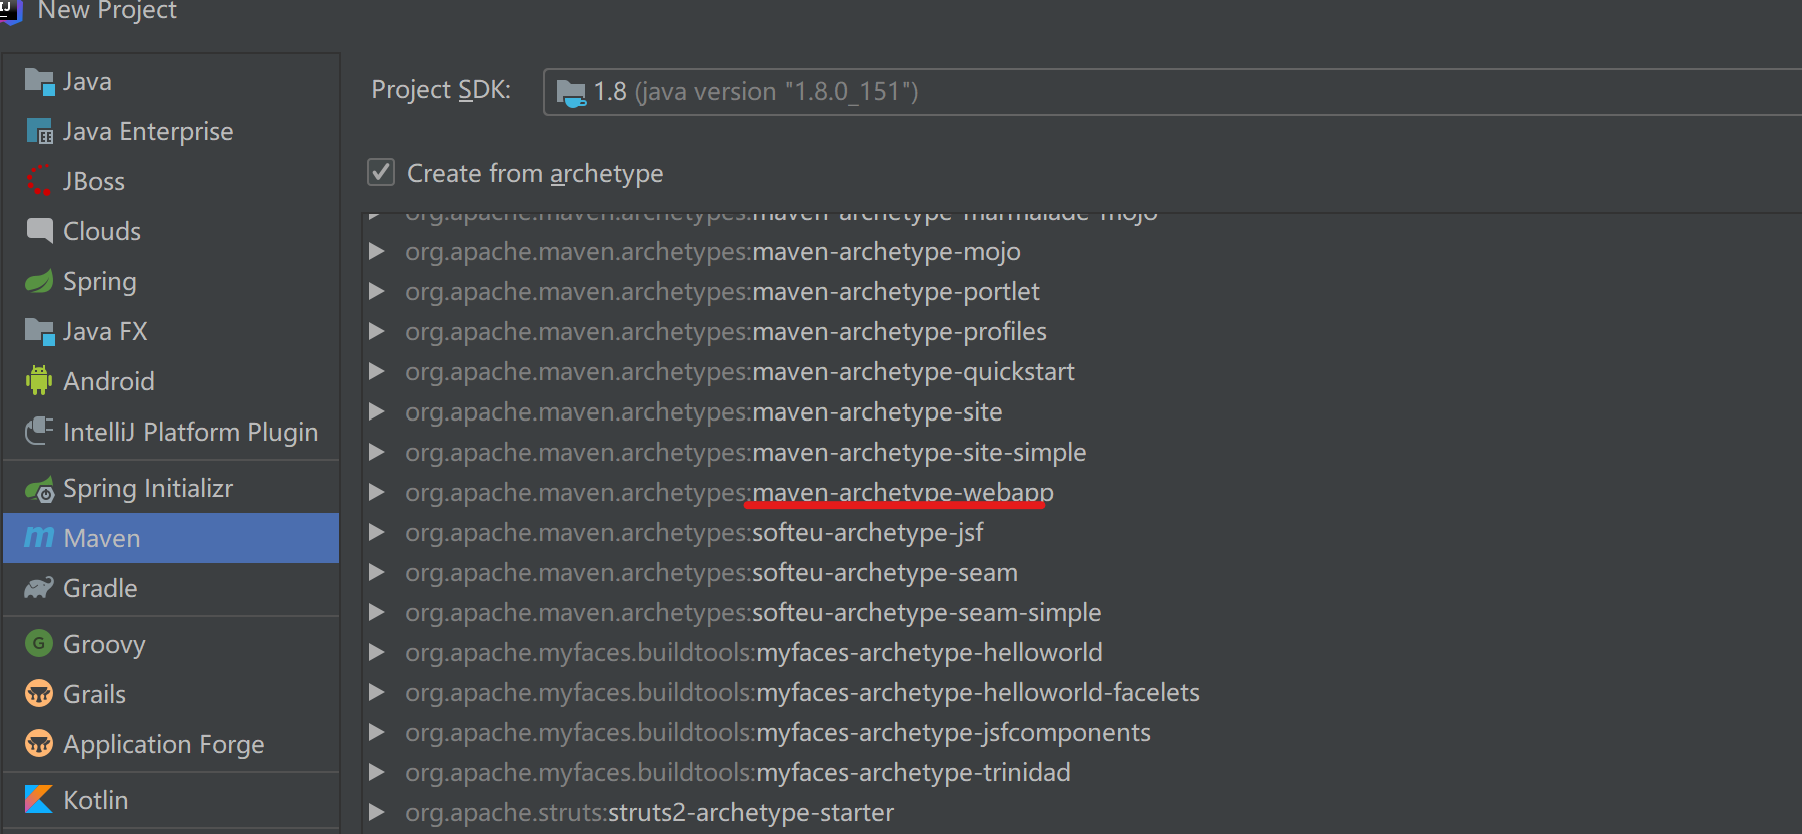 New Project
Java
Java Enterprise
JBoss
Clouds
Spring
Java FX
Android
IntelliJ Platform Plugin
Spring Initializr
Maven
Gradle
Groovy
Grails
Application Forge
Kotlin
Project SDK: 1.8 (java version "1.8.0_151")
Create from archetype
org.apache.maven.archetypes:maven-archetype-marmalade-mojo
org.apache.maven.archetypes:maven-archetype-mojo
org.apache.maven.archetypes:maven-archetype-portlet
org.apache.maven.archetypes:maven-archetype-profiles
org.apache.maven.archetypes:maven-archetype-quickstart
org.apache.maven.archetypes:maven-archetype-site
org.apache.maven.archetypes:maven-archetype-site-simple
org.apache.maven.archetypes:maven-archetype-webapp
org.apache.maven.archetypes:softeu-archetype-jsf
org.apache.maven.archetypes:softeu-archetype-seam
org.apache.maven.archetypes:softeu-archetype-seam-simple
org.apache.myfaces.buildtools:myfaces-archetype-helloworld
org.apache.myfaces.buildtools:myfaces-archetype-helloworld-facelets
org.apache.myfaces.buildtools:myfaces-archetype-jsfcomponents
org.apache.myfaces.buildtools:myfaces-archetype-trinidad
org.apache.struts:struts2-archetype-starter